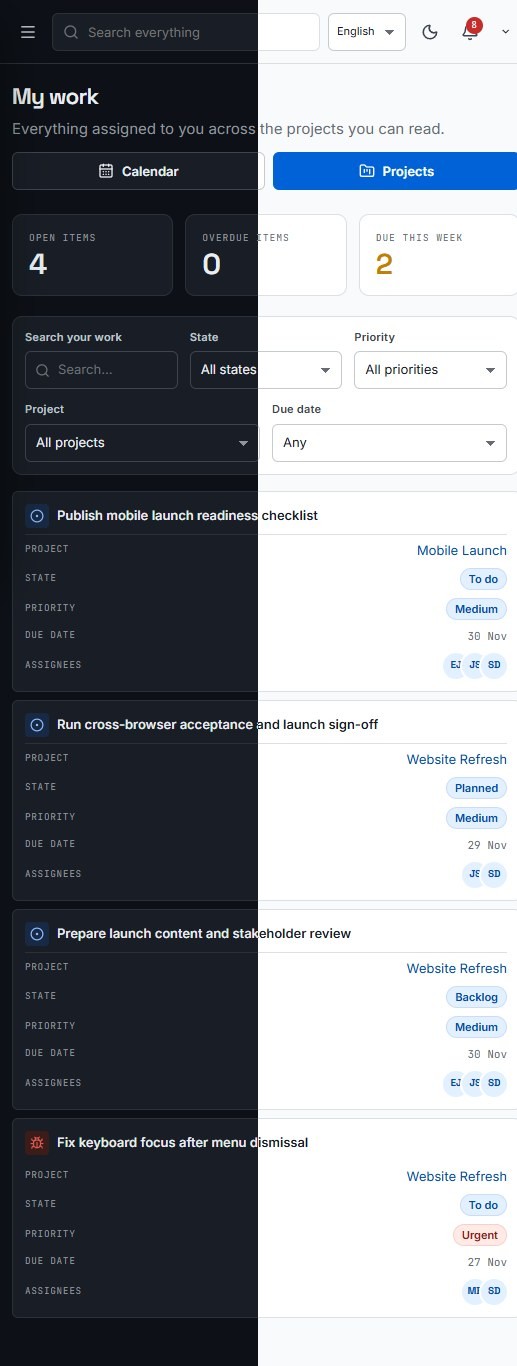 Search everything English 8
My work
Everything assigned to you across the projects you can read.
Calendar Projects
OPEN ITEMS OVERDUE ITEMS DUE THIS WEEK
4 0 2
Search your work State Priority
Search... All states All priorities
Project Due date
All projects Any
Publish mobile launch readiness checklist
PROJECT Mobile Launch
STATE To do
PRIORITY Medium
DUE DATE 30 Nov
ASSIGNEES EJ JS SD
Run cross-browser acceptance and launch sign-off
PROJECT Website Refresh
STATE Planned
PRIORITY Medium
DUE DATE 29 Nov
ASSIGNEES JS SD
Prepare launch content and stakeholder review
PROJECT Website Refresh
STATE Backlog
PRIORITY Medium
DUE DATE 30 Nov
ASSIGNEES EJ JS SD
Fix keyboard focus after menu dismissal
PROJECT Website Refresh
STATE To do
PRIORITY Urgent
DUE DATE 27 Nov
ASSIGNEES MI SD